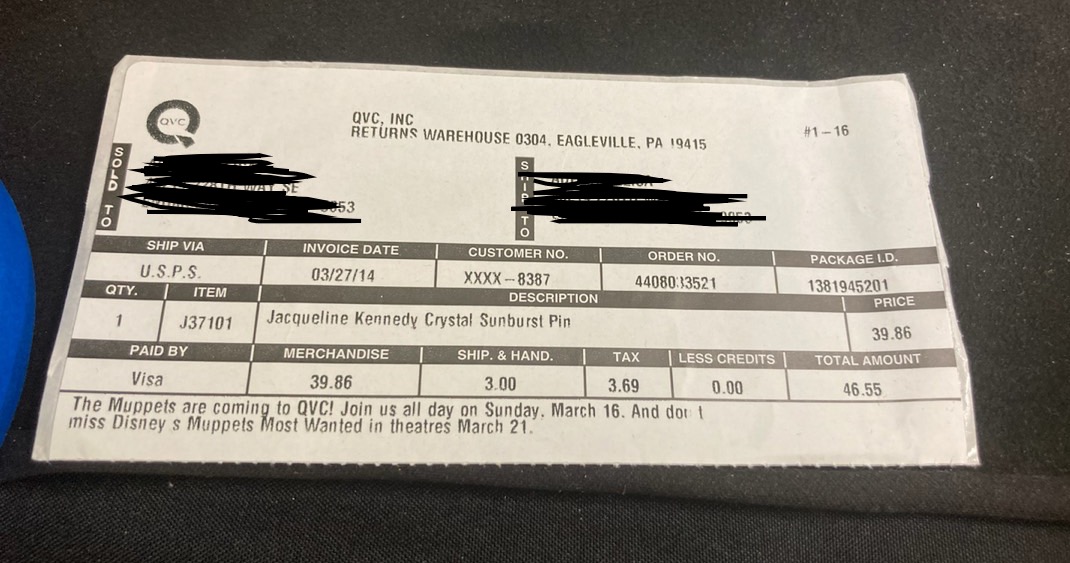 QVC
QVC, INC
RETURNS WAREHOUSE 0304, EAGLEVILLE, PA 19415
#1-16
SOLD TO
WAY SE
SHIP TO
SHIP VIA INVOICE DATE CUSTOMER NO. ORDER NO. PACKAGE I.D.
U.S.P.S. 03/27/14 XXXX-8387 4408033521 1381945201
QTY. ITEM DESCRIPTION PRICE
1 J37101 Jacqueline Kennedy Crystal Sunburst Pin 39.86
PAID BY MERCHANDISE SHIP. & HAND. TAX LESS CREDITS TOTAL AMOUNT
Visa 39.86 3.00 3.69 0.00 46.55
The Muppets are coming to QVC! Join us all day on Sunday, March 16. And don t
miss Disney s Muppets Most Wanted in theatres March 21.